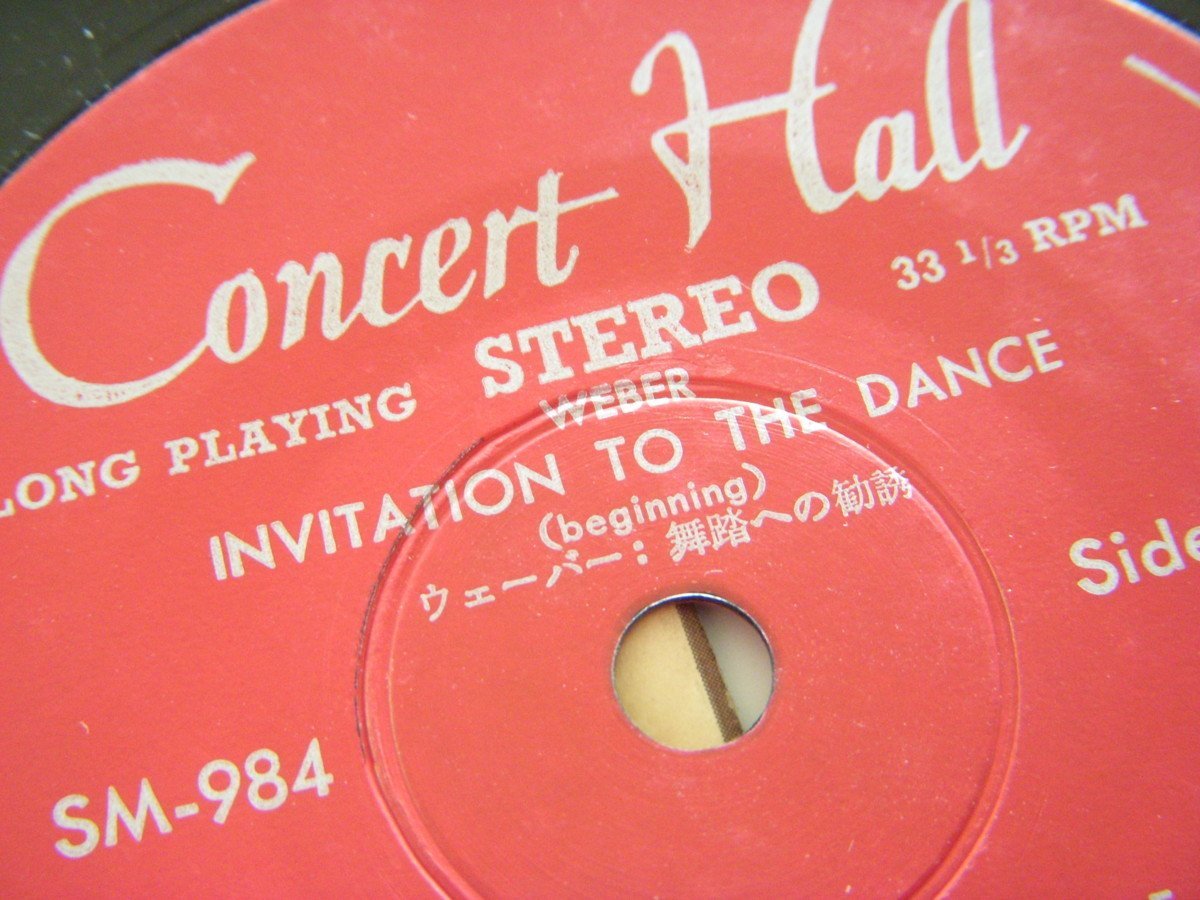 Concert Hall
LONG PLAYING STEREO 33 1/3 RPM
WEBER
INVITATION TO THE DANCE
(beginning)
ウェーバー：舞踏への勧誘
Side
SM-984